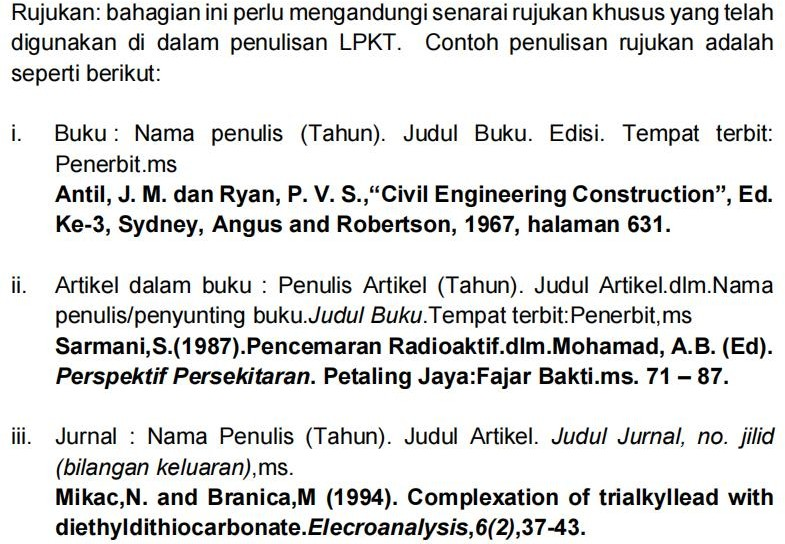 Rujukan: bahagian ini perlu mengandungi senarai rujukan khusus yang telah
digunakan di dalam penulisan LPKT. Contoh penulisan rujukan adalah
seperti berikut:
i. Buku : Nama penulis (Tahun). Judul Buku. Edisi. Tempat terbit:
Penerbit.ms
Antil, J. M. dan Ryan, P. V. S.,“Civil Engineering Construction”, Ed.
Ke-3, Sydney, Angus and Robertson, 1967, halaman 631.
ii. Artikel dalam buku : Penulis Artikel (Tahun). Judul Artikel.dlm.Nama
penulis/penyunting buku.Judul Buku.Tempat terbit:Penerbit,ms
Sarmani,S.(1987).Pencemaran Radioaktif.dlm.Mohamad, A.B. (Ed).
Perspektif Persekitaran. Petaling Jaya:Fajar Bakti.ms. 71 – 87.
iii. Jurnal : Nama Penulis (Tahun). Judul Artikel. Judul Jurnal, no. jilid
(bilangan keluaran),ms.
Mikac,N. and Branica,M (1994). Complexation of trialkyllead with
diethyldithiocarbonate.Elecroanalysis,6(2),37-43.